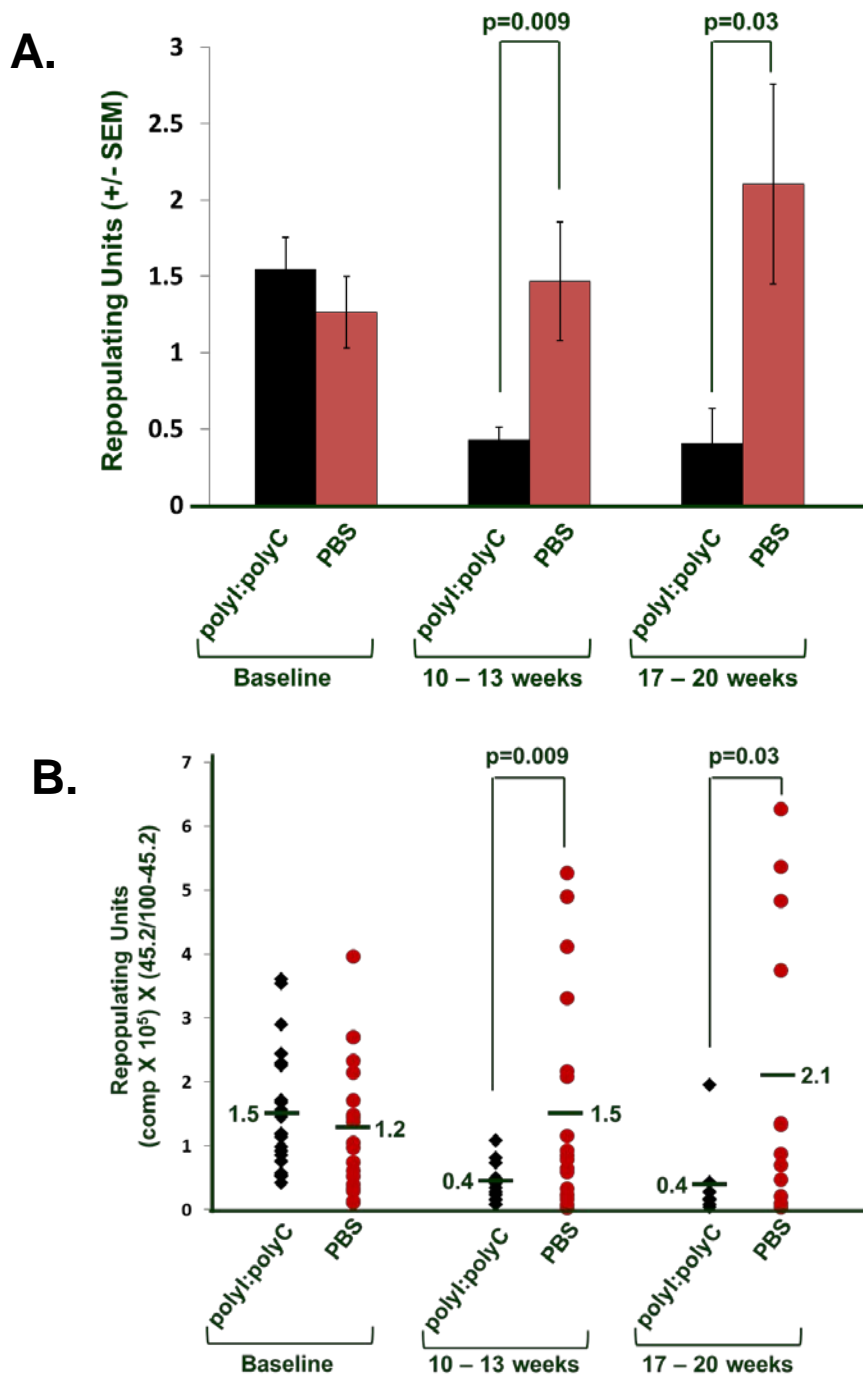 A.
p=0.009
p=0.03
Repopulating Units (+/- SEM)
3
2.5
2
1.5
1
0.5
0
polyI:polyC
PBS
polyI:polyC
PBS
polyI:polyC
PBS
Baseline
10 – 13 weeks
17 – 20 weeks
B.
p=0.009
p=0.03
Repopulating Units
(comp X 10⁵) X (45.2/100-45.2)
7
6
5
4
3
2
1
0
1.5
1.2
0.4
1.5
0.4
2.1
polyI:polyC
PBS
polyI:polyC
PBS
polyI:polyC
PBS
Baseline
10 – 13 weeks
17 – 20 weeks